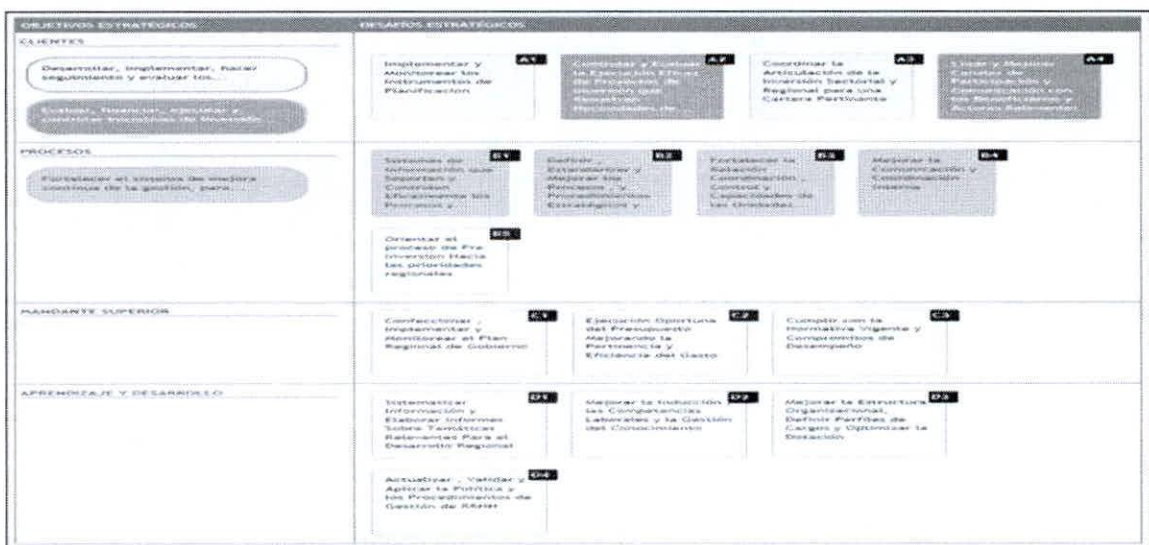 OBJETIVOS ESTRATÉGICOS
DESAFÍOS ESTRATÉGICOS
CLIENTES
Desarrollar, implementar, hacer
seguimiento y evaluar los...
Evaluar, financiar, ejecutar y
controlar iniciativas de inversión
Implementar y
Monitorear los
Instrumentos de
Planificación
A1
Controlar y Evaluar
la Ejecución Eficaz
de Proyectos de
Inversión que
Resuelvan
Necesidades de
A2
Coordinar la
Articulación de la
Inversión Sectorial y
Regional para una
Cartera Pertinente
A3
y Mejorar
Canales de
Participación y
Comunicación con
los Beneficiarios y
Actores Relevantes
A4
PROCESOS
Fortalecer el sistema de mejora
continua de la gestión, para...
Sistemas de
Información que
Soporten y
Controlen
Eficazmente los
Procesos y
B1
Definir ,
Estandarizar y
Mejorar los
Procesos , y
Procedimientos
Estratégicos y
B2
Fortalecer la
Relación
Coordinación ,
Control y
Capacidades de
las Unidades
B3
Mejorar la
Comunicación y
Coordinación
Interna
B4
Orientar el
proceso de Pre
Inversion Hacia
las prioridades
regionales
B5
MANDANTE SUPERIOR
Confeccionar ,
Implementar y
Monitorear el Plan
Regional de Gobierno
C1
Ejecución Oportuna
del Presupuesto
Mejorando la
Pertinencia y
Eficiencia del Gasto
C2
Cumplir con la
Normativa Vigente y
Compromisos de
Desempeño
C3
APRENDIZAJE Y DESARROLLO
Sistematizar
Información y
Elaborar Informes
Sobre Temáticas
Relevantes Para el
Desarrollo Regional
D1
Mejorar la Inducción
las Competencias
Laborales y la Gestión
del Conocimiento
D2
Mejorar la Estructura
Organizacional,
Definir Perfiles de
Cargos y Optimizar la
Dotación
D3
Actualizar , Validar y
Aplicar la Política y
los Procedimientos de
Gestión de RRHH
D4